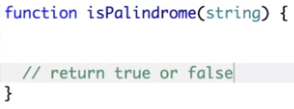 function isPalindrome(string) {
// return true or false
}